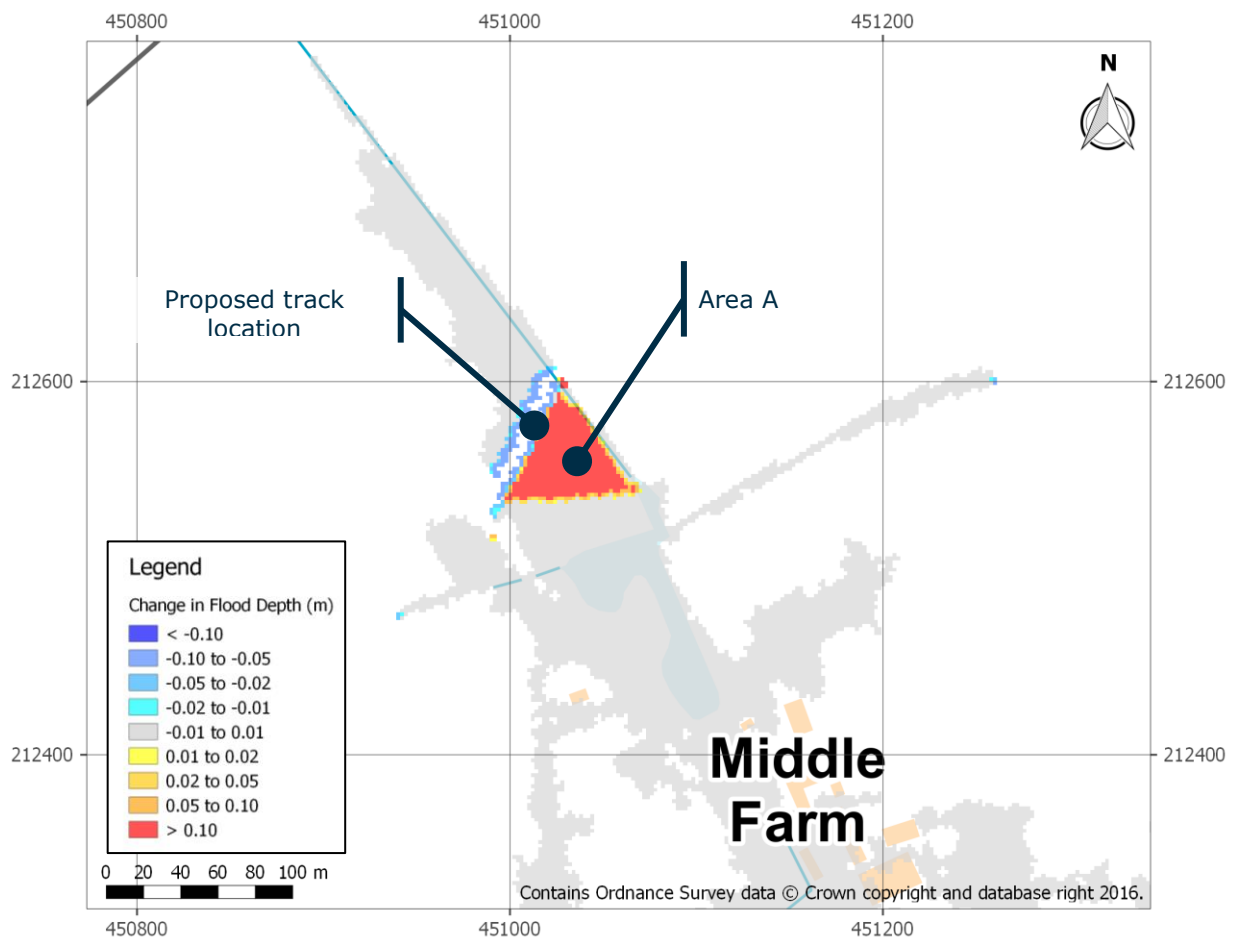 450800 451000 451200
N
Proposed track
location
Area A
212600 212600
Legend
Change in Flood Depth (m)
< -0.10
-0.10 to -0.05
-0.05 to -0.02
-0.02 to -0.01
-0.01 to 0.01
0.01 to 0.02
0.02 to 0.05
0.05 to 0.10
> 0.10
212400 212400
Middle
Farm
0 20 40 60 80 100 m
Contains Ordnance Survey data © Crown copyright and database right 2016.
450800 451000 451200